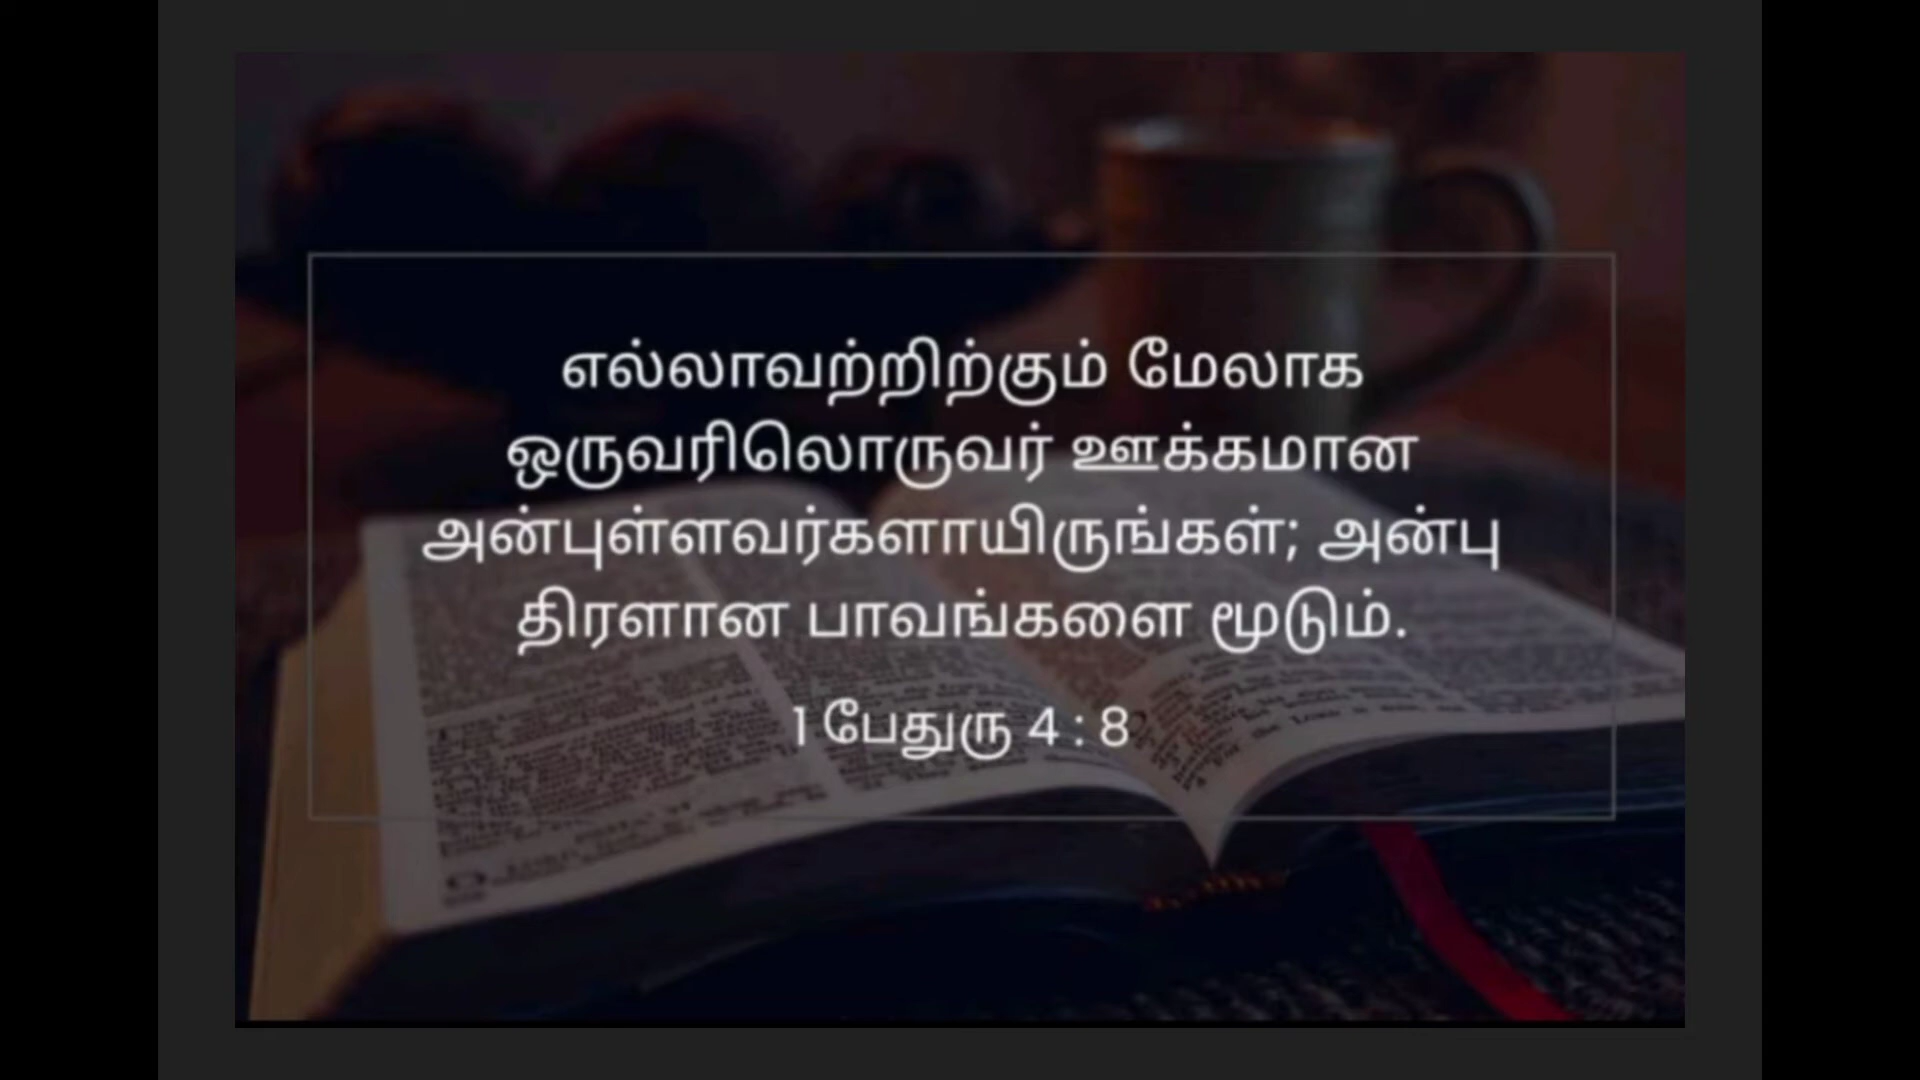 எல்லாவற்றிற்கும் மேலாக
ஒருவரிலொருவர் ஊக்கமான
அன்புள்ளவர்களாயிருங்கள்; அன்பு
திரளான பாவங்களை மூடும்.
1 பேதுரு 4 : 8